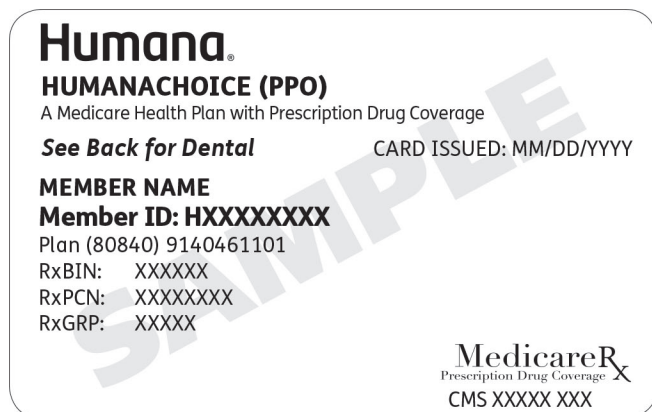 Humana®
HUMANACHOICE (PPO)
A Medicare Health Plan with Prescription Drug Coverage
See Back for Dental CARD ISSUED: MM/DD/YYYY
MEMBER NAME
Member ID: HXXXXXXXX
Plan (80840) 9140461101
RxBIN: XXXXXX
RxPCN: XXXXXXXX
RxGRP: XXXXX
SAMPLE
MedicareRx
Prescription Drug Coverage
CMS XXXXX XXX